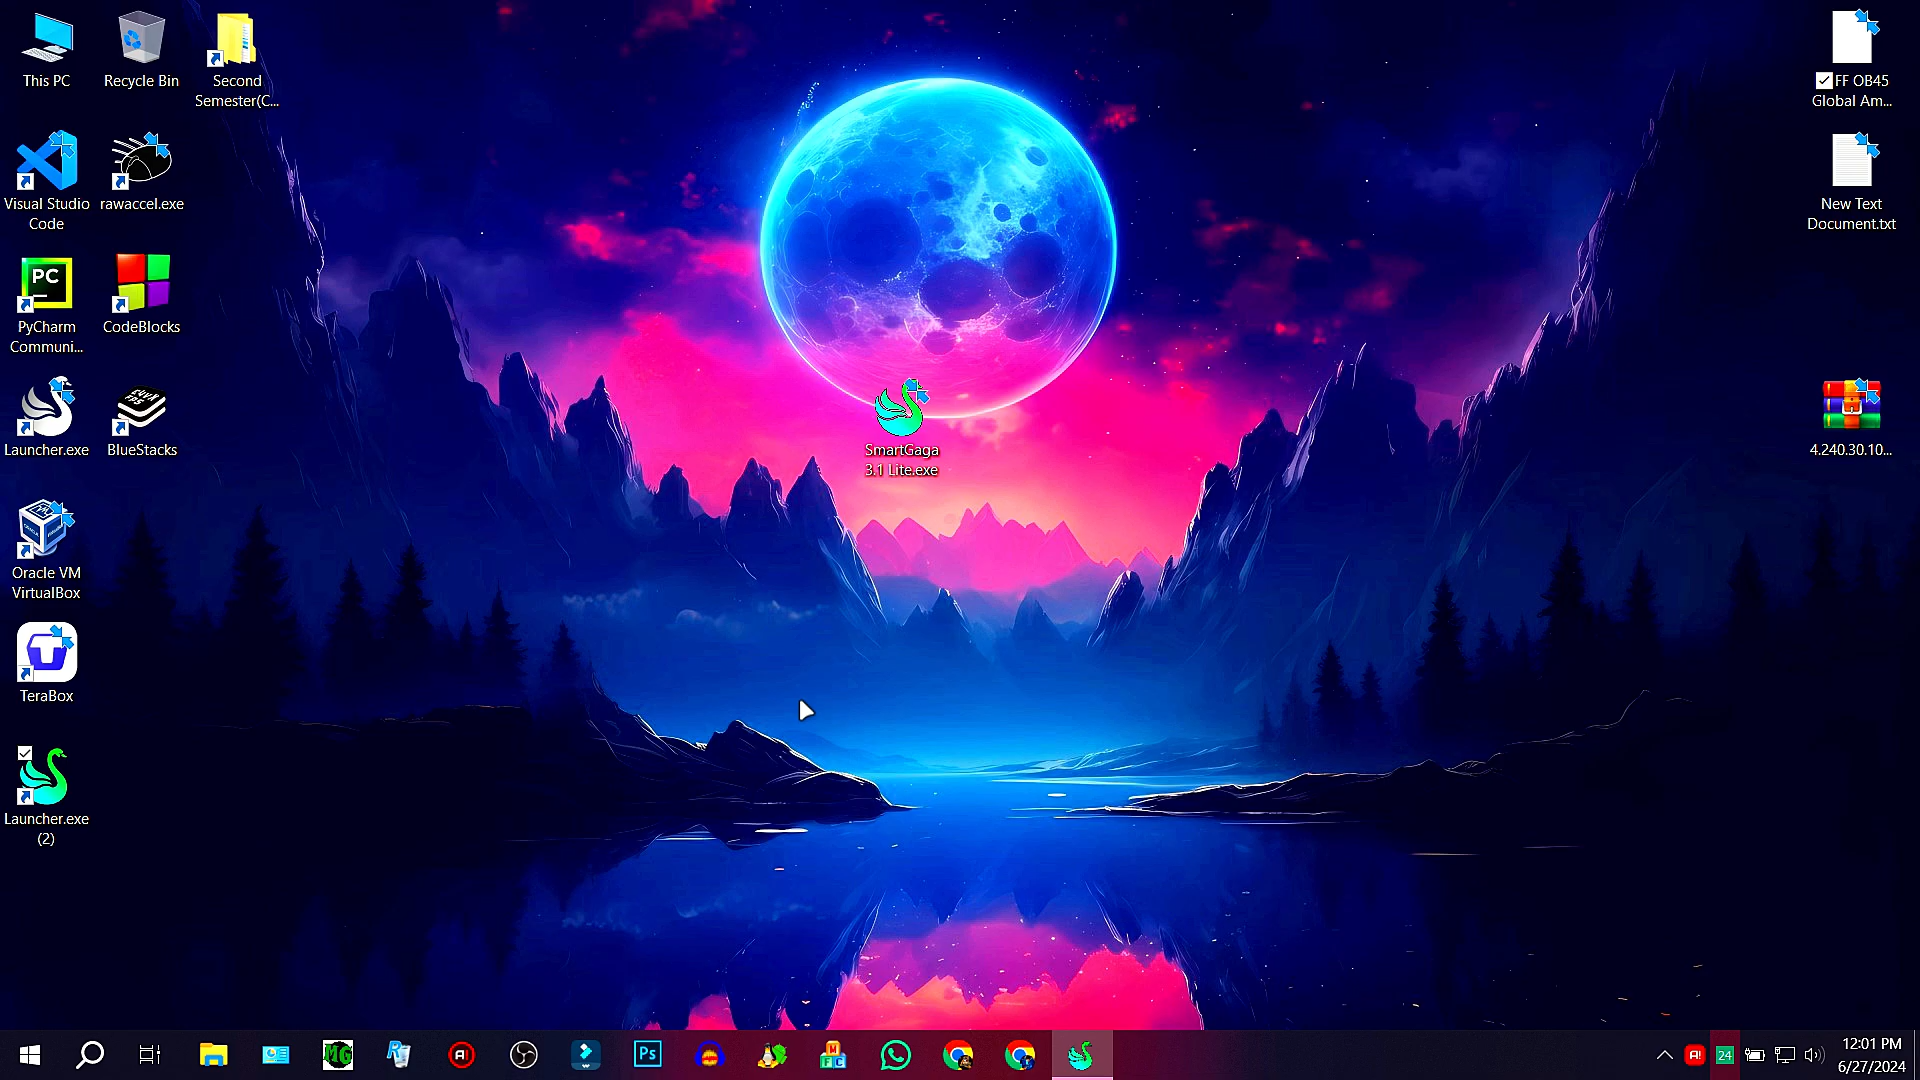 This PC
Recycle Bin
Second
Semester(C...
Visual Studio
Code
rawaccel.exe
PC
PyCharm
Communi...
CodeBlocks
Launcher.exe
BlueStacks
Oracle VM
VirtualBox
TeraBox
Launcher.exe
(2)
SmartGaga
3.1 Lite.exe
FF OB45
Global Am...
New Text
Document.txt
4.240.30.10...
MG
A!
Ps
M
F C
A!
24
12:01 PM
6/27/2024